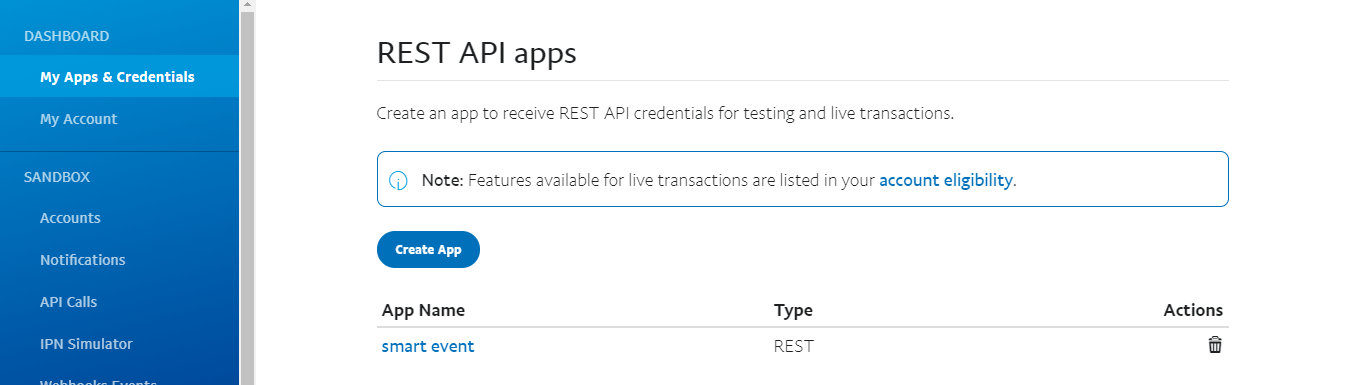 DASHBOARD
My Apps & Credentials
My Account
SANDBOX
Accounts
Notifications
API Calls
IPN Simulator
Webhooks Events
REST API apps
Create an app to receive REST API credentials for testing and live transactions.
Note: Features available for live transactions are listed in your account eligibility.
Create App
App Name Type Actions
smart event REST